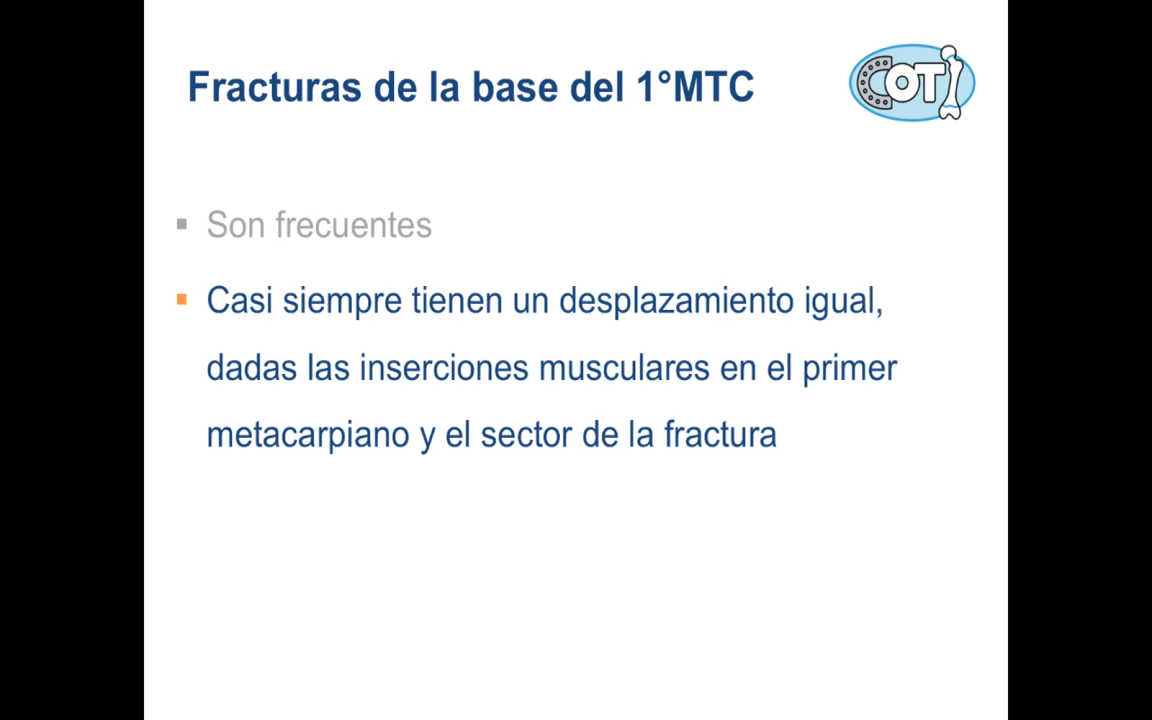 Fracturas de la base del 1°MTC
COTI
Son frecuentes
Casi siempre tienen un desplazamiento igual,
dadas las inserciones musculares en el primer
metacarpiano y el sector de la fractura